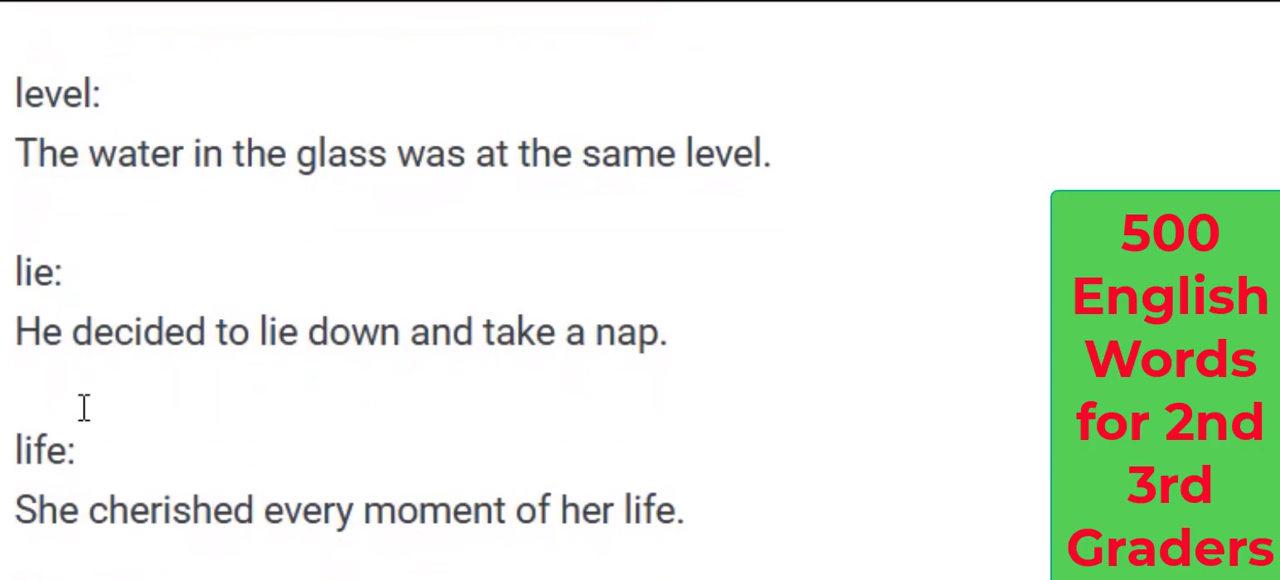 level:
The water in the glass was at the same level.
lie:
He decided to lie down and take a nap.
life:
She cherished every moment of her life.
500
English
Words
for 2nd
3rd
Graders